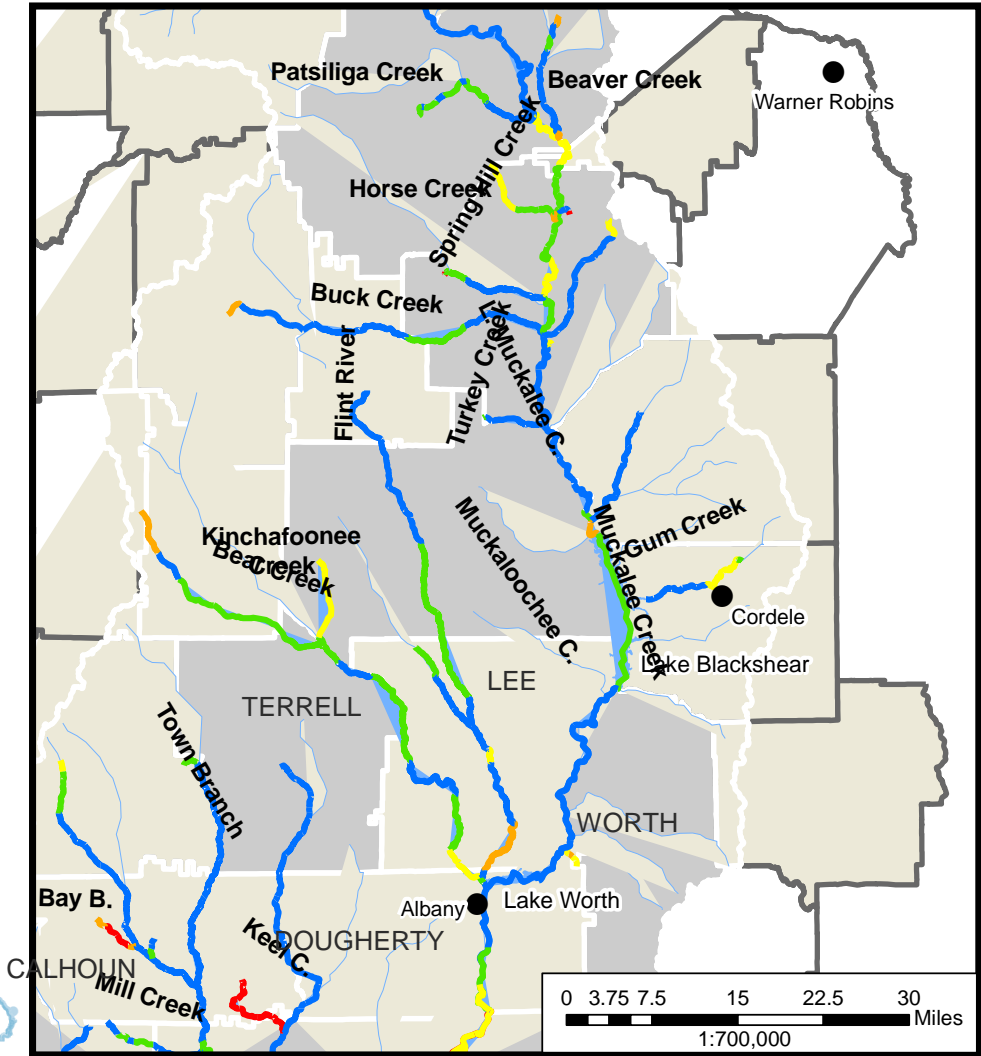 Patsiliga Creek
Beaver Creek
Warner Robins
Spring Hill Creek
Horse Creek
Buck Creek
Flint River
Turkey Creek
L. Muckalee C.
Muckaloochee C.
Muckalee Creek
Gum Creek
Kinchafoonee
Creek
Bear Creek
Cordele
Lake Blackshear
LEE
TERRELL
Town Branch
WORTH
Bay B.
Albany
Lake Worth
Keel C.
DOUGHERTY
CALHOUN
Mill Creek
0 3.75 7.5 15 22.5 30
Miles
1:700,000